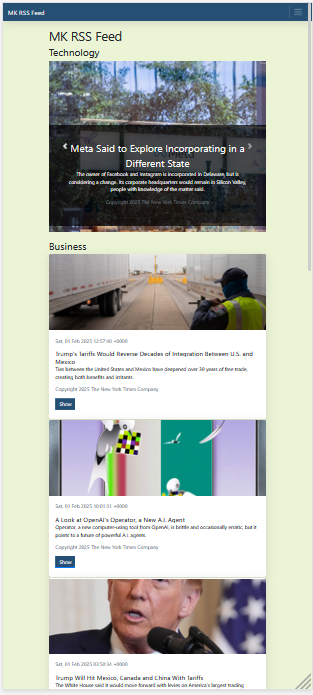 MK RSS Feed
MK RSS Feed
Technology
Meta Said to Explore Incorporating in a
Different State
The owner of Facebook and Instagram is incorporated in Delaware, but is
considering a change. Its corporate headquarters would remain in Silicon Valley,
people with knowledge of the matter said.
Copyright 2025 The New York Times Company
Business
Sat, 01 Feb 2025 12:57:40 +0000
Trump's Tariffs Would Reverse Decades of Integration Between U.S. and
Mexico
Ties between the United States and Mexico have deepened over 30 years of free trade,
creating both benefits and irritants.
Copyright 2025 The New York Times Company
Show
Sat, 01 Feb 2025 10:01:31 +0000
A Look at OpenAI's Operator, a New A.I. Agent
Operator, a new computer-using tool from OpenAI, is brittle and occasionally erratic, but it
points to a future of powerful A.I. agents.
Copyright 2025 The New York Times Company
Show
Sat, 01 Feb 2025 03:50:34 +0000
Trump Will Hit Mexico, Canada and China With Tariffs
The White House said it would move forward with levies on America's largest trading